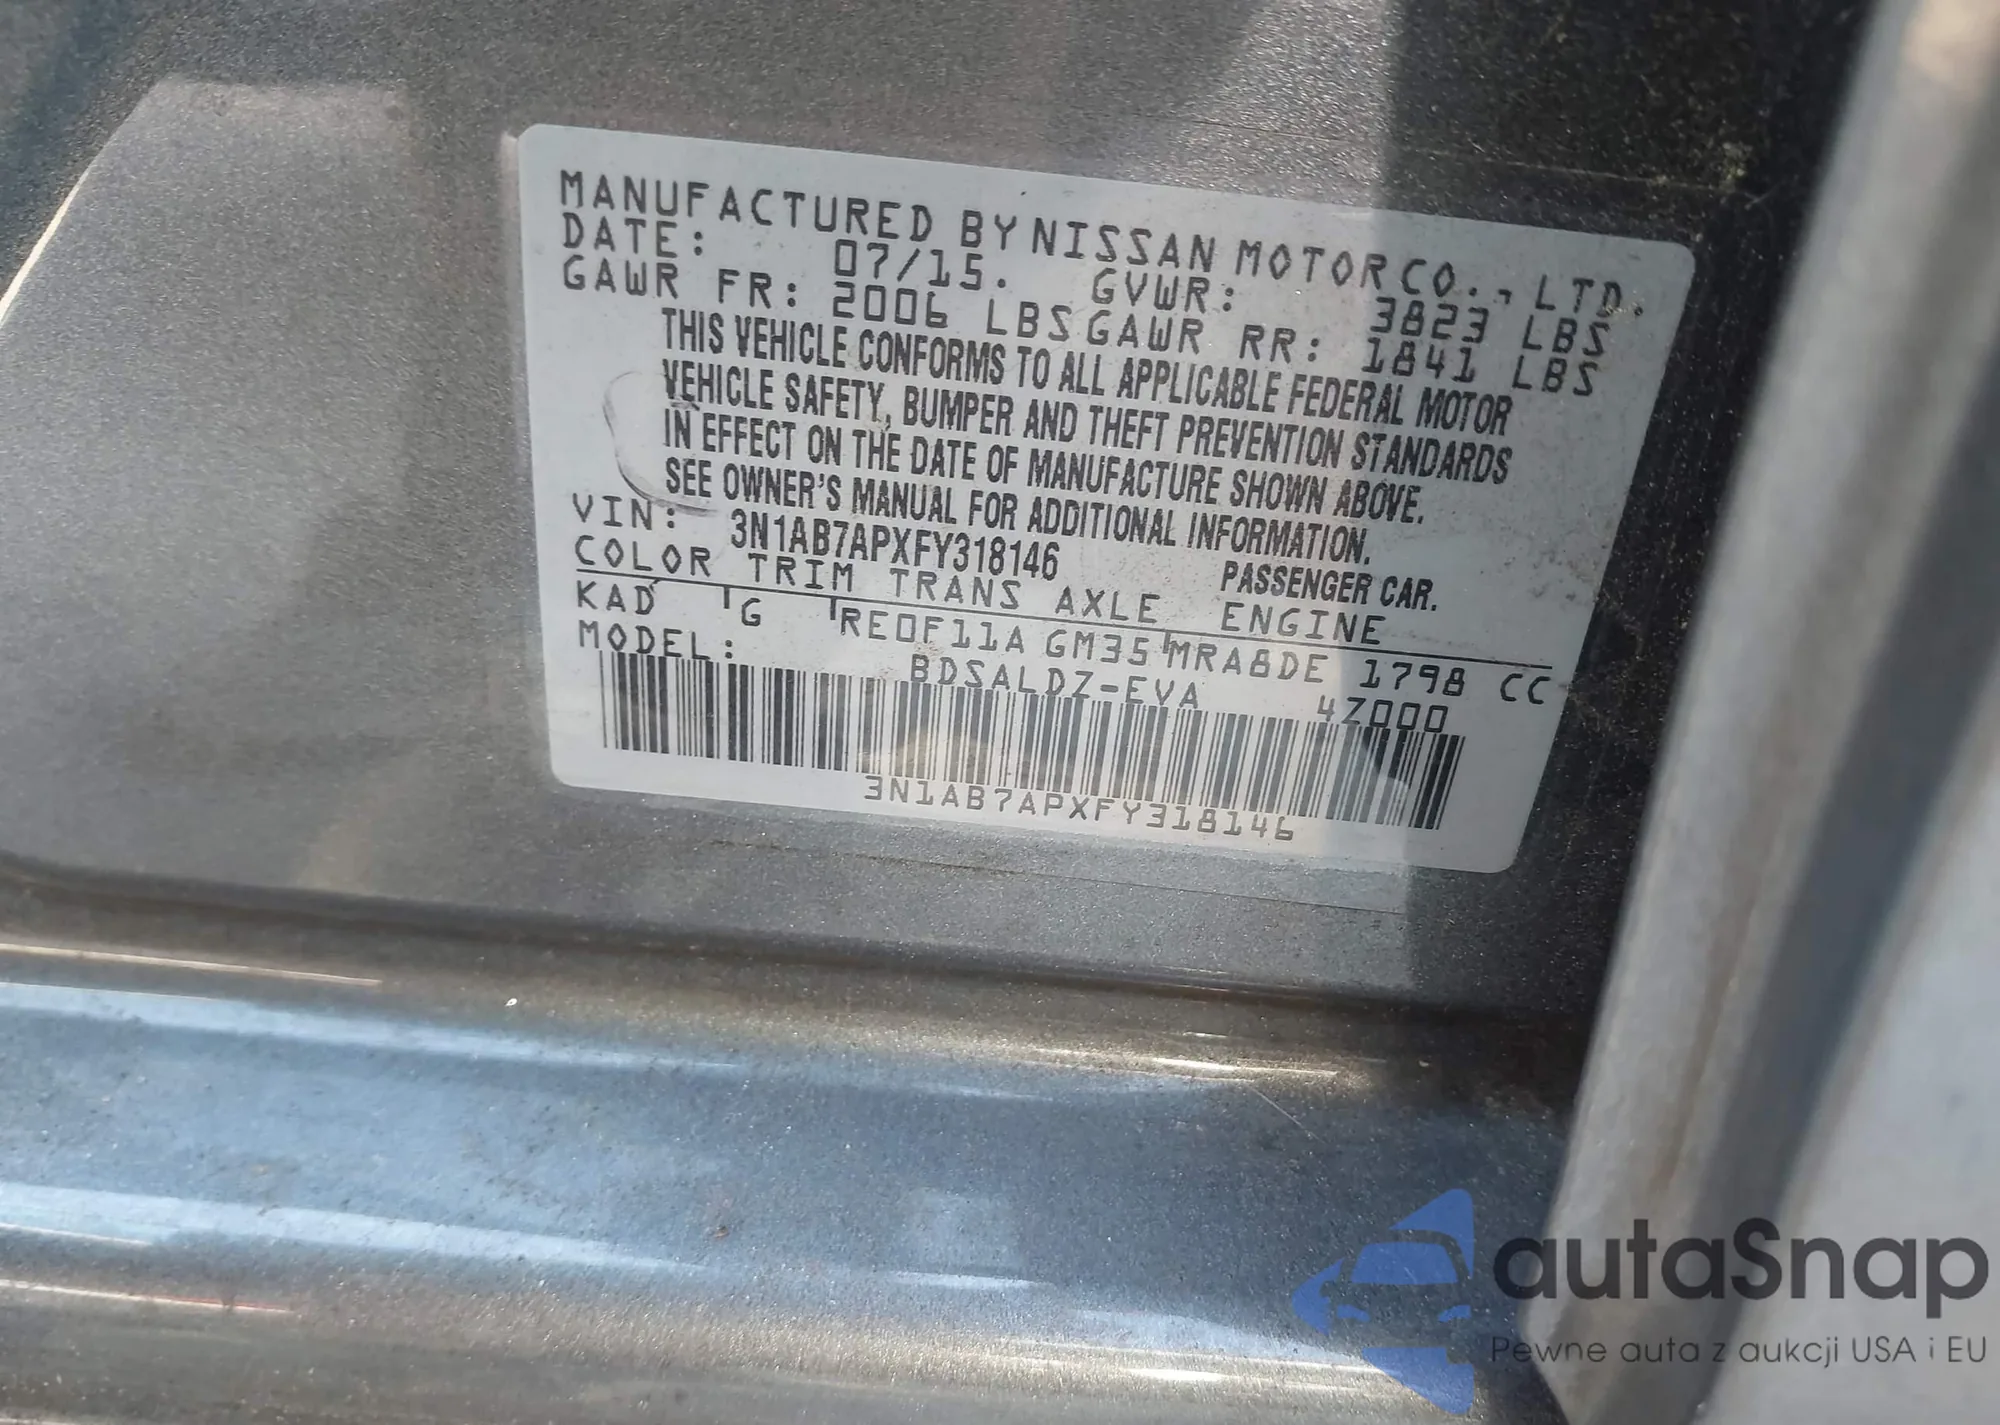 MANUFACTURED BY NISSAN MOTOR CO., LTD.
DATE: 07/15. GVWR: 3823 LBS
GAWR FR: 2006 LBS GAWR RR: 1841 LBS
THIS VEHICLE CONFORMS TO ALL APPLICABLE FEDERAL MOTOR
VEHICLE SAFETY, BUMPER AND THEFT PREVENTION STANDARDS
IN EFFECT ON THE DATE OF MANUFACTURE SHOWN ABOVE.
SEE OWNER'S MANUAL FOR ADDITIONAL INFORMATION.
VIN: 3N1AB7APXFY318146 PASSENGER CAR.
COLOR TRIM TRANS AXLE ENGINE
KAD G RE0F11A GM35 MRA8DE 1798 CC
MODEL: BDSALDZ-EVA 4Z000
3N1AB7APXFY318146
autaSnap
Pewne auta z aukcji USA i EU